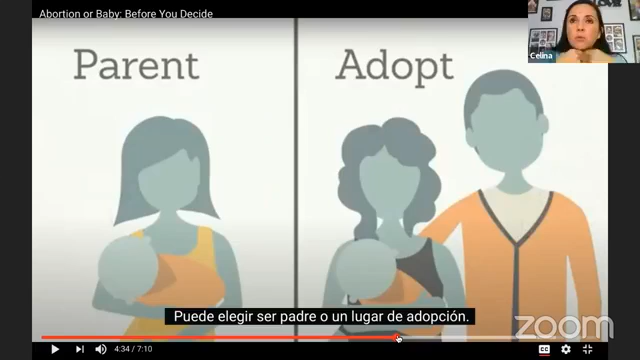 Abortion or Baby: Before You Decide
Celina
Parent
Adopt
Puede elegir ser padre o un lugar de adopción.
zoom
4:34 / 7:10
CC